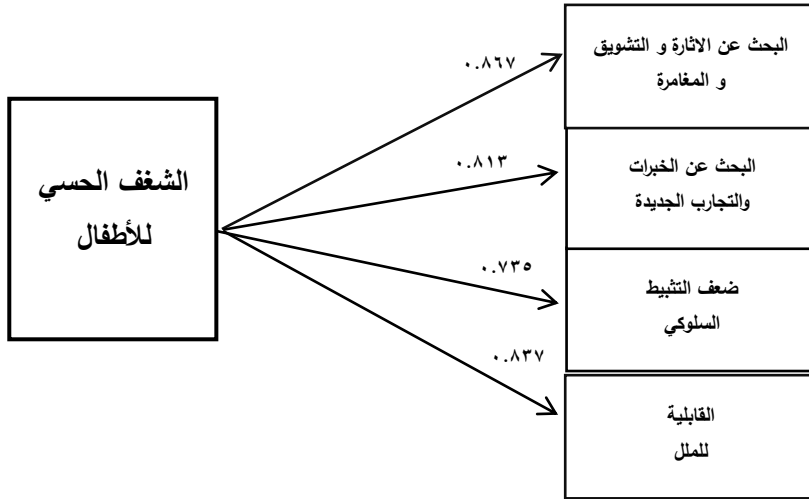 الشغف الحسي
للأطفال
٠.٨٦٧
البحث عن الاثارة و التشويق
و المغامرة
٠.٨١٣
البحث عن الخبرات
والتجارب الجديدة
٠.٧٣٥
ضعف التثبيط
السلوكي
٠.٨٣٧
القابلية
للملل